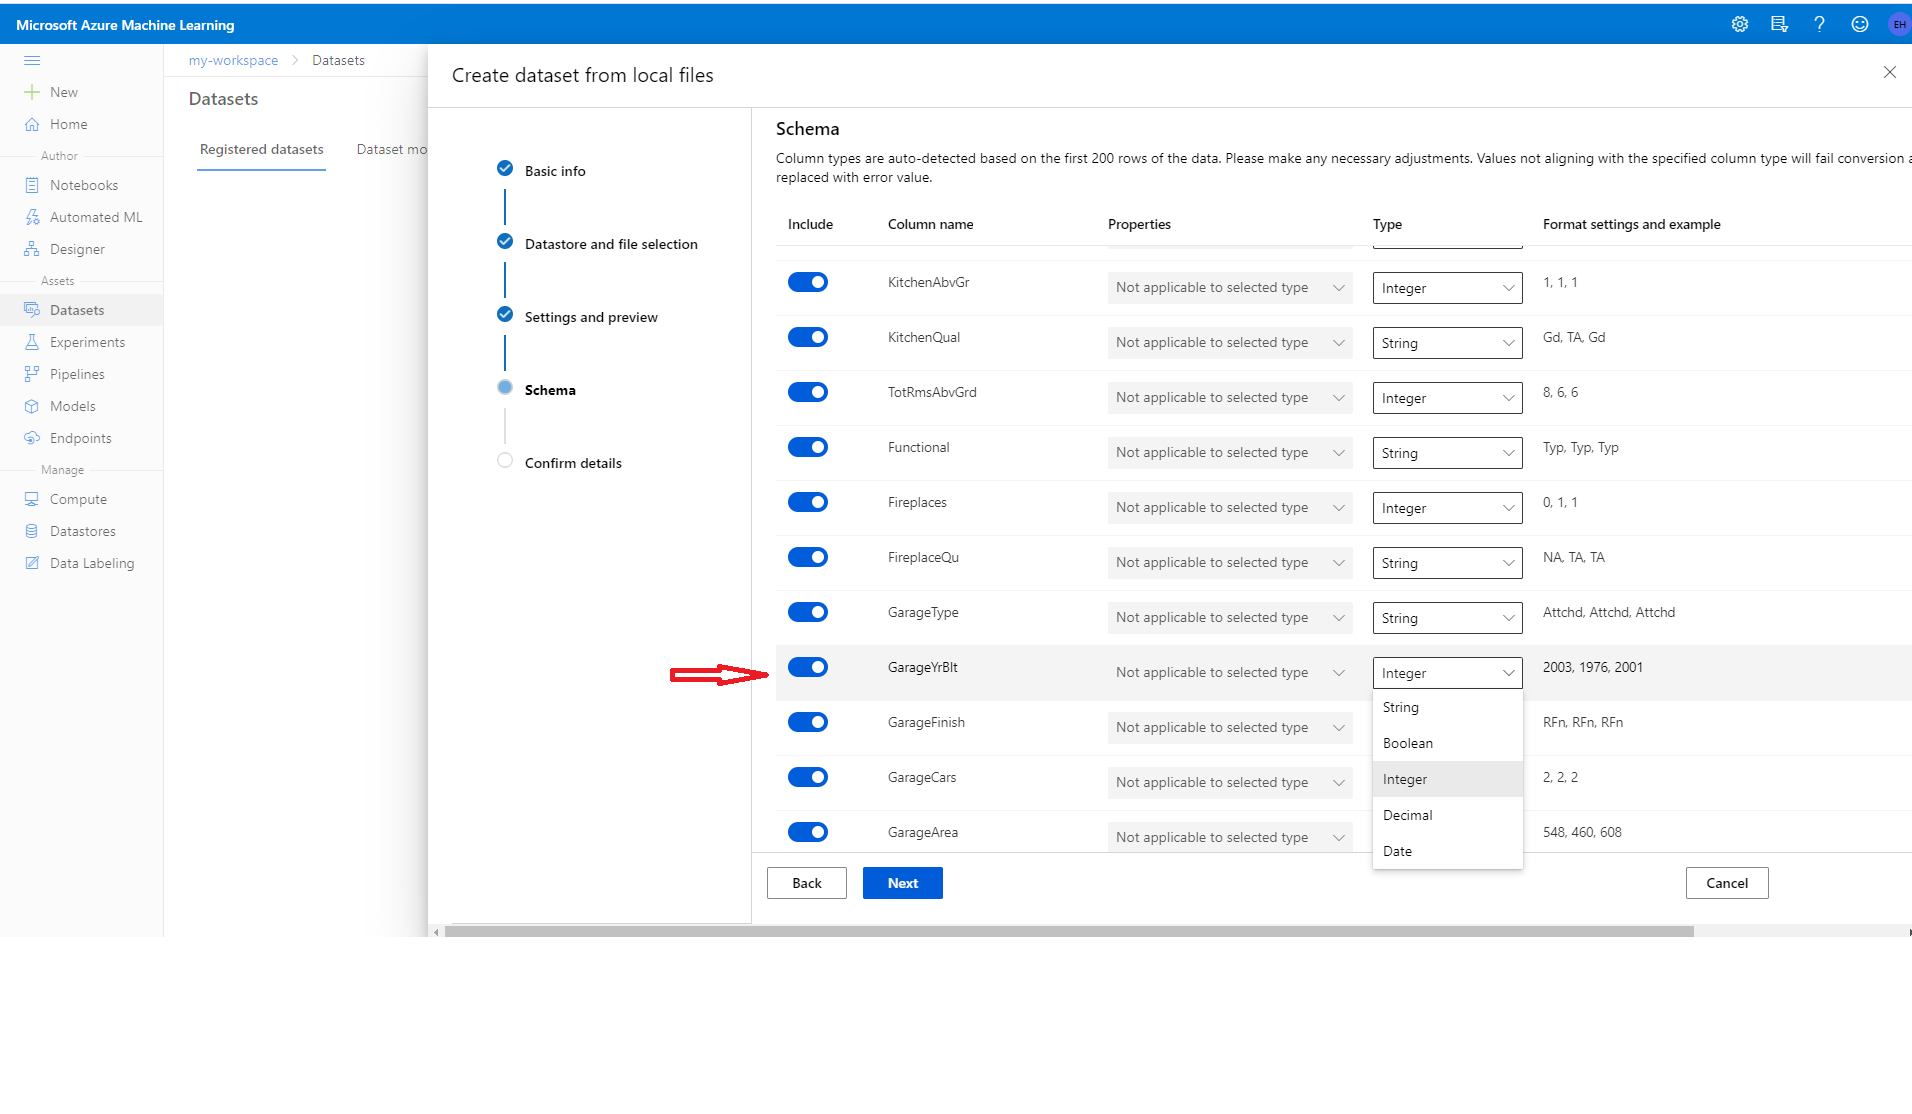 Microsoft Azure Machine Learning
EH
New
Home
Author
Notebooks
Automated ML
Designer
Assets
Datasets
Experiments
Pipelines
Models
Endpoints
Manage
Compute
Datastores
Data Labeling
my-workspace > Datasets
Datasets
Registered datasets Dataset mo
Create dataset from local files
Basic info
Datastore and file selection
Settings and preview
Schema
Confirm details
Schema
Column types are auto-detected based on the first 200 rows of the data. Please make any necessary adjustments. Values not aligning with the specified column type will fail conversion a
replaced with error value.
Include Column name Properties Type Format settings and example
KitchenAbvGr Not applicable to selected type Integer 1, 1, 1
KitchenQual Not applicable to selected type String Gd, TA, Gd
TotRmsAbvGrd Not applicable to selected type Integer 8, 6, 6
Functional Not applicable to selected type String Typ, Typ, Typ
Fireplaces Not applicable to selected type Integer 0, 1, 1
FireplaceQu Not applicable to selected type String NA, TA, TA
GarageType Not applicable to selected type String Attchd, Attchd, Attchd
GarageYrBlt Not applicable to selected type Integer 2003, 1976, 2001
String
Boolean
Integer
Decimal
Date
GarageFinish Not applicable to selected type RFn, RFn, RFn
GarageCars Not applicable to selected type 2, 2, 2
GarageArea Not applicable to selected type 548, 460, 608
Back Next Cancel